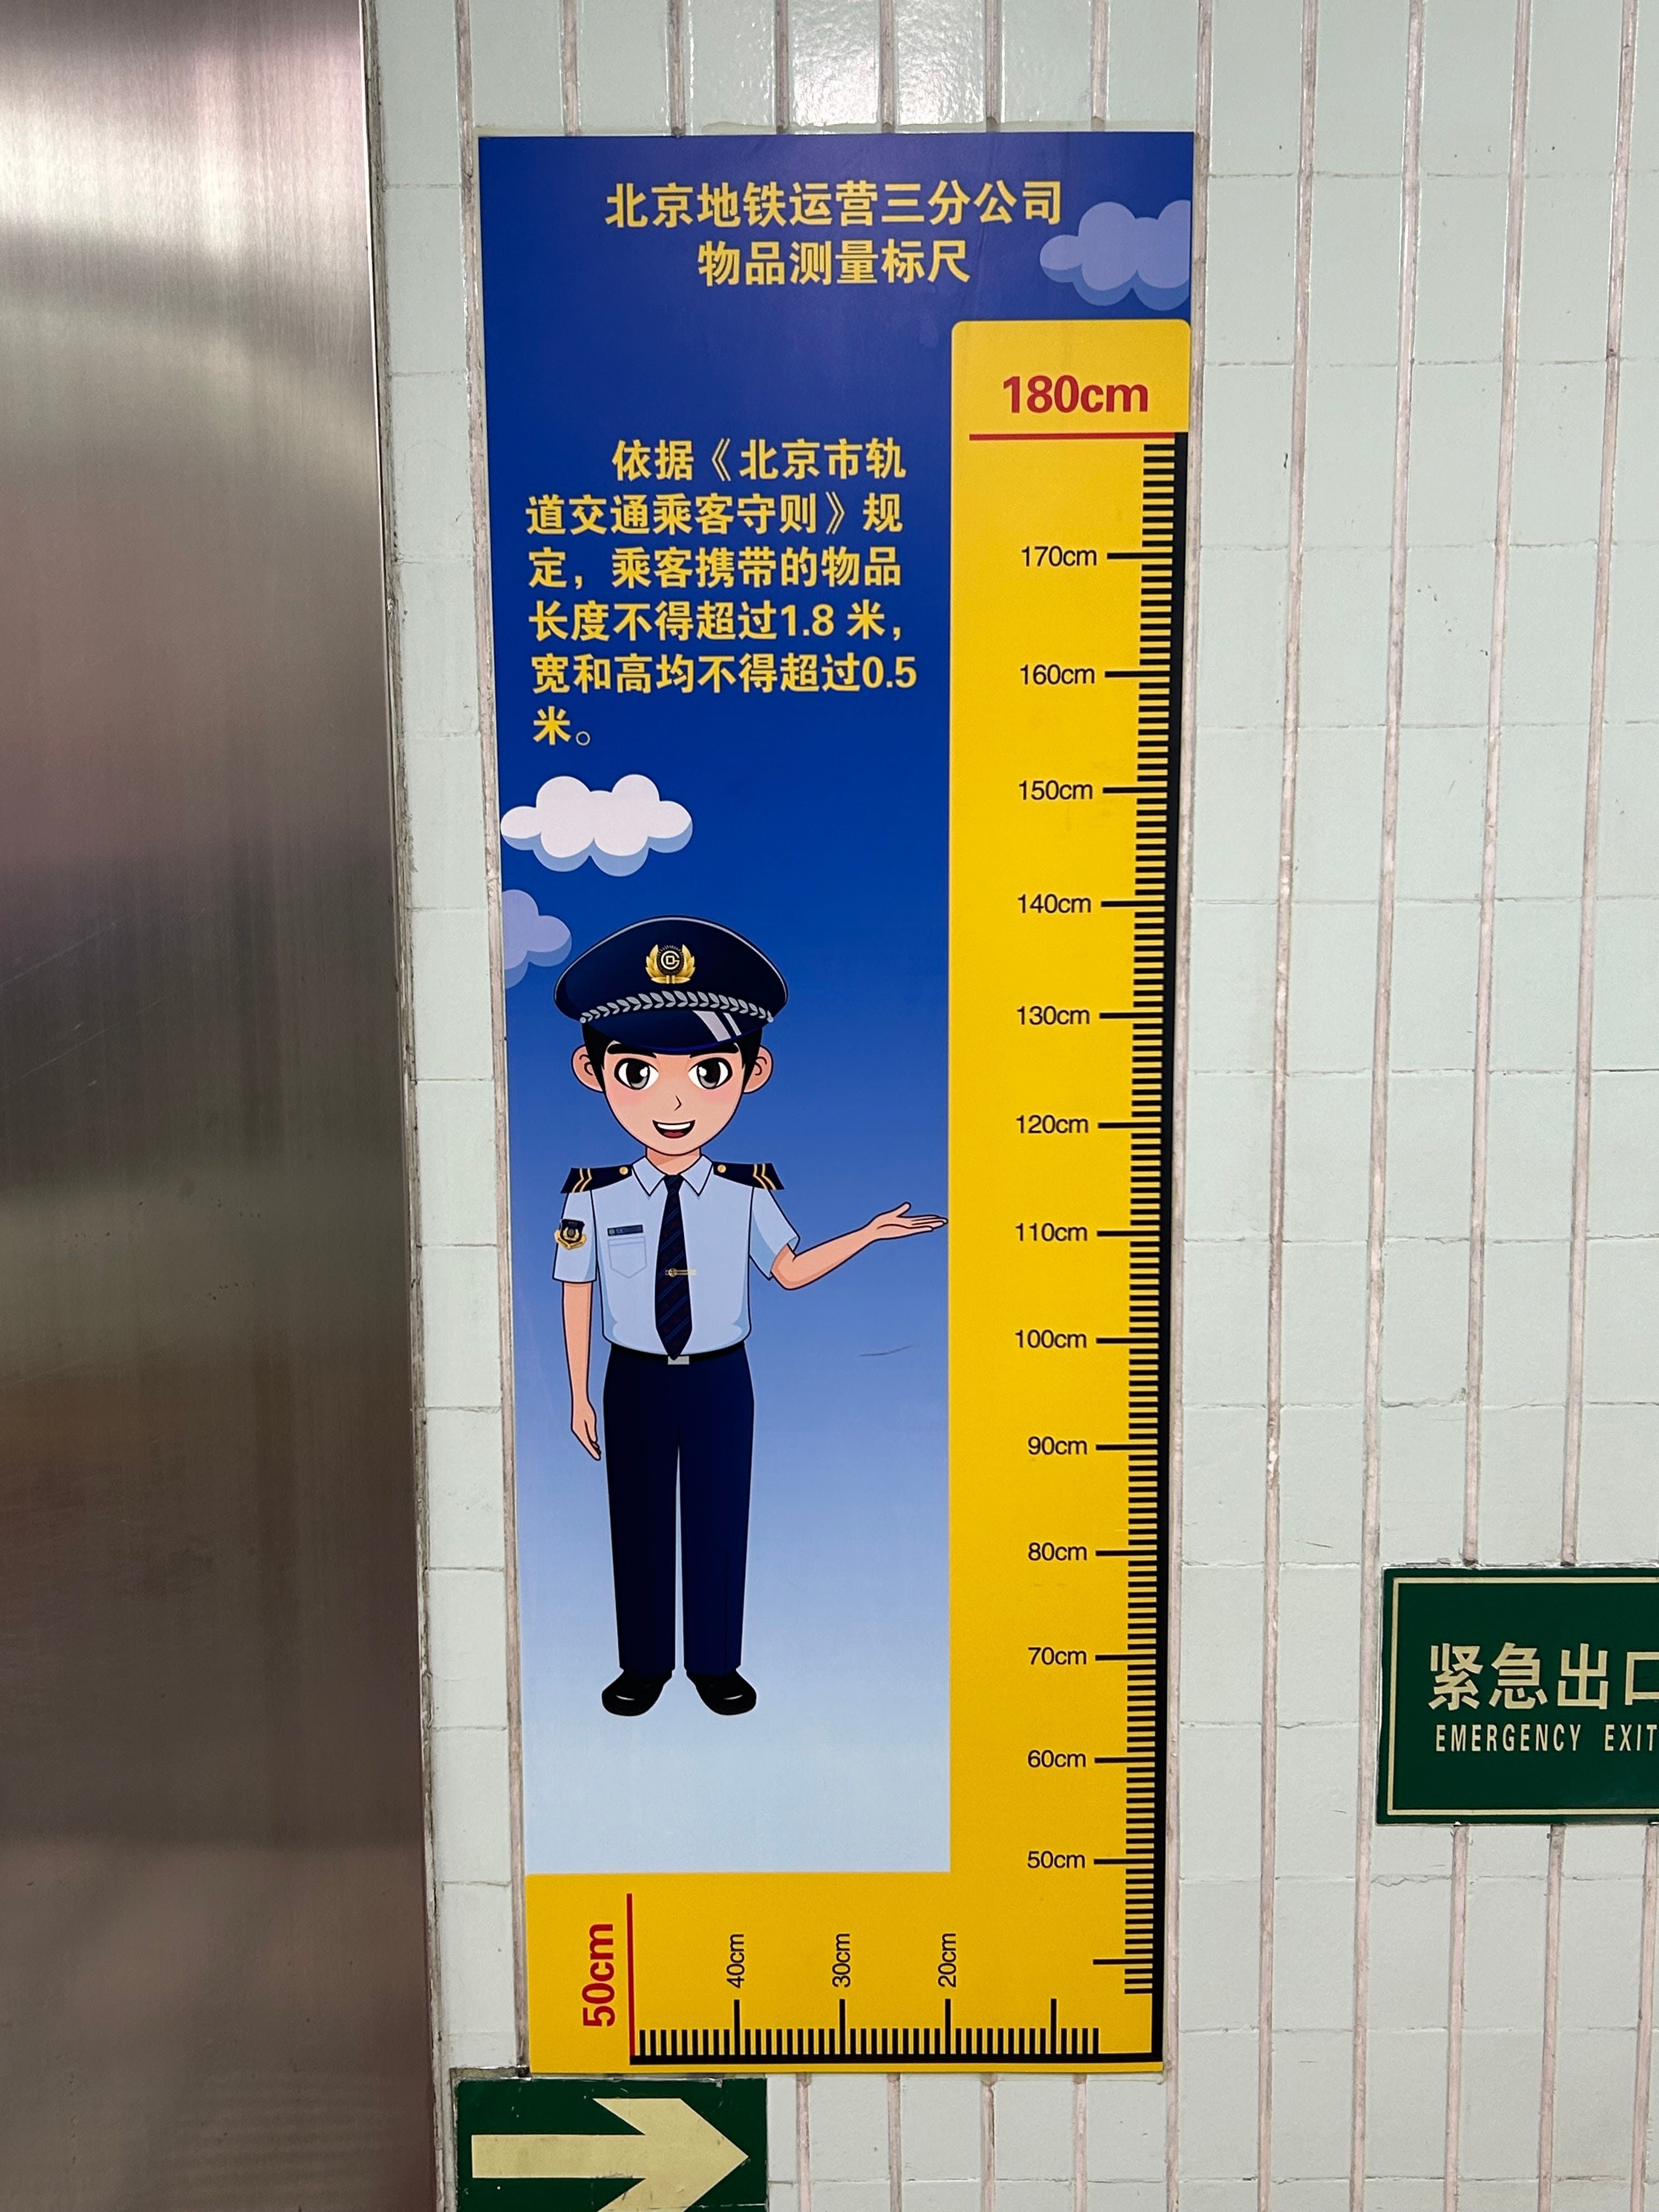 北京地铁运营三分公司
物品测量标尺
依据《北京市轨
道交通乘客守则》规
定，乘客携带的物品
长度不得超过1.8 米，
宽和高均不得超过0.5
米。
180cm
170cm
160cm
150cm
140cm
130cm
120cm
110cm
100cm
90cm
80cm
70cm
60cm
50cm
50cm
40cm
30cm
20cm
紧急出口
EMERGENCY EXIT